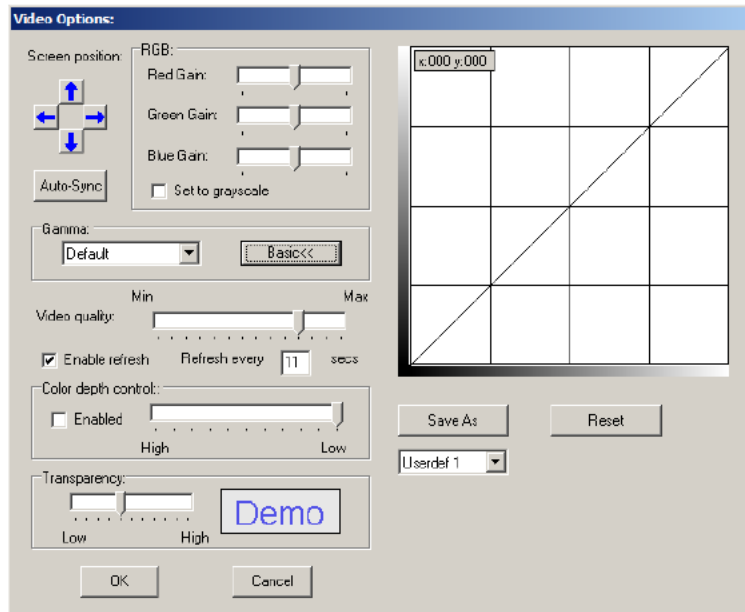 Video Options:
Screen position:
Auto-Sync
RGB:
Red Gain:
Green Gain:
Blue Gain:
Set to grayscale
Gamma:
Default
Basic<<
Min Max
Video quality:
Enable refresh Refresh every 11 secs
Color depth control::
Enabled
High Low
Transparency:
Low High
Demo
OK Cancel
x:000 y:000
Save As Reset
Userdef 1